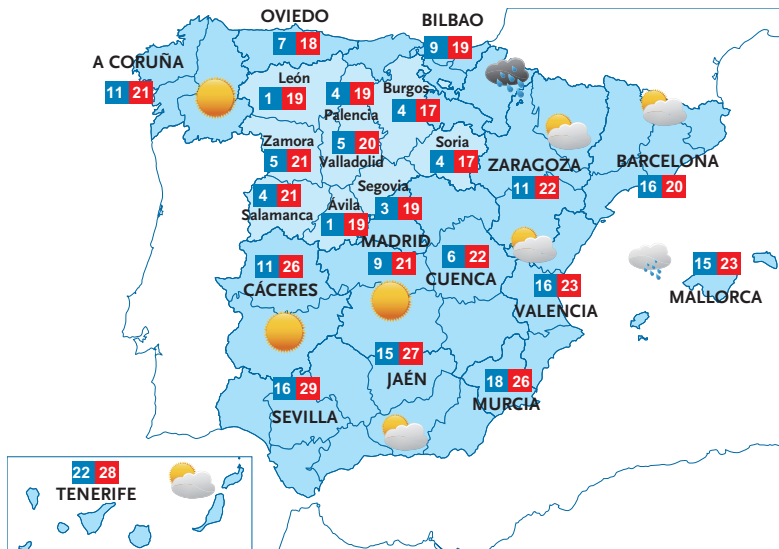 OVIEDO
7 18
BILBAO
9 19
A CORUÑA
11 21
León
1 19
4 19
Palencia
Burgos
4 17
Zamora
5 21
5 20
Valladolid
Soria
4 17
ZARAGOZA
11 22
BARCELONA
16 20
4 21
Salamanca
Ávila
1 19
Segovia
3 19
MADRID
9 21
6 22
CUENCA
11 26
CÁCERES
16 23
VALENCIA
15 23
MALLORCA
15 27
JAÉN
16 29
SEVILLA
18 26
MURCIA
22 28
TENERIFE